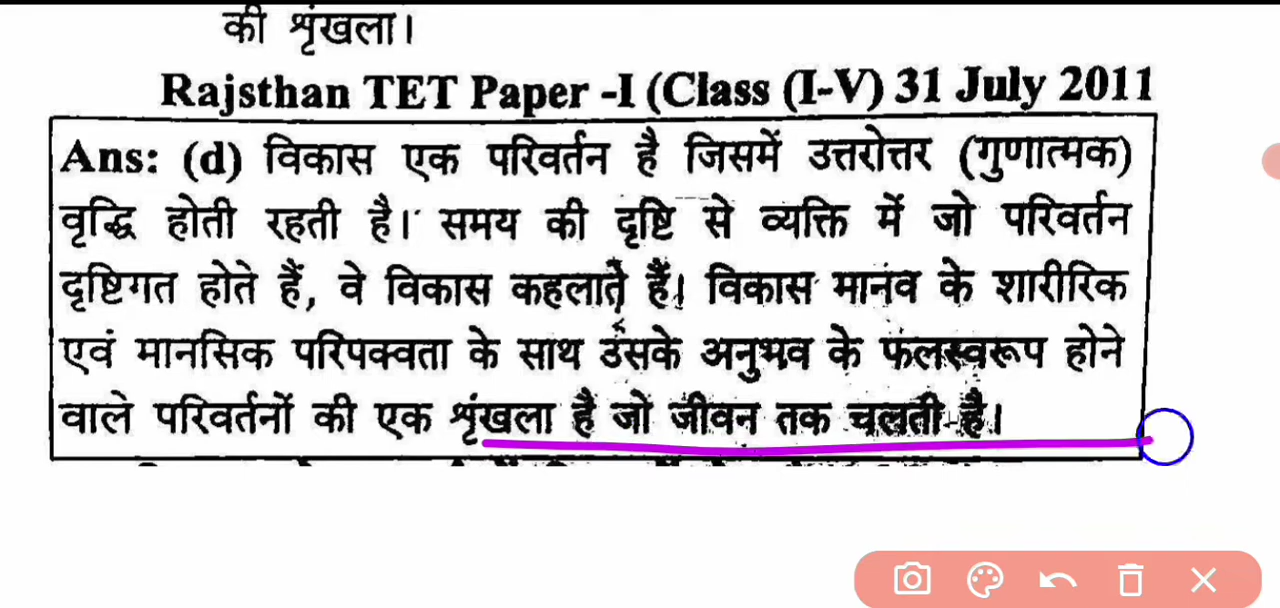 की शृंखला।
Rajsthan TET Paper -I (Class (I-V) 31 July 2011
Ans: (d) विकास एक परिवर्तन है जिसमें उत्तरोत्तर (गुणात्मक)
वृद्धि होती रहती है। समय की दृष्टि से व्यक्ति में जो परिवर्तन
दृष्टिगत होते हैं, वे विकास कहलाते हैं। विकास मानव के शारीरिक
एवं मानसिक परिपक्वता के साथ उसके अनुभव के फलस्वरूप होने
वाले परिवर्तनों की एक शृंखला है जो जीवन तक चलती है।